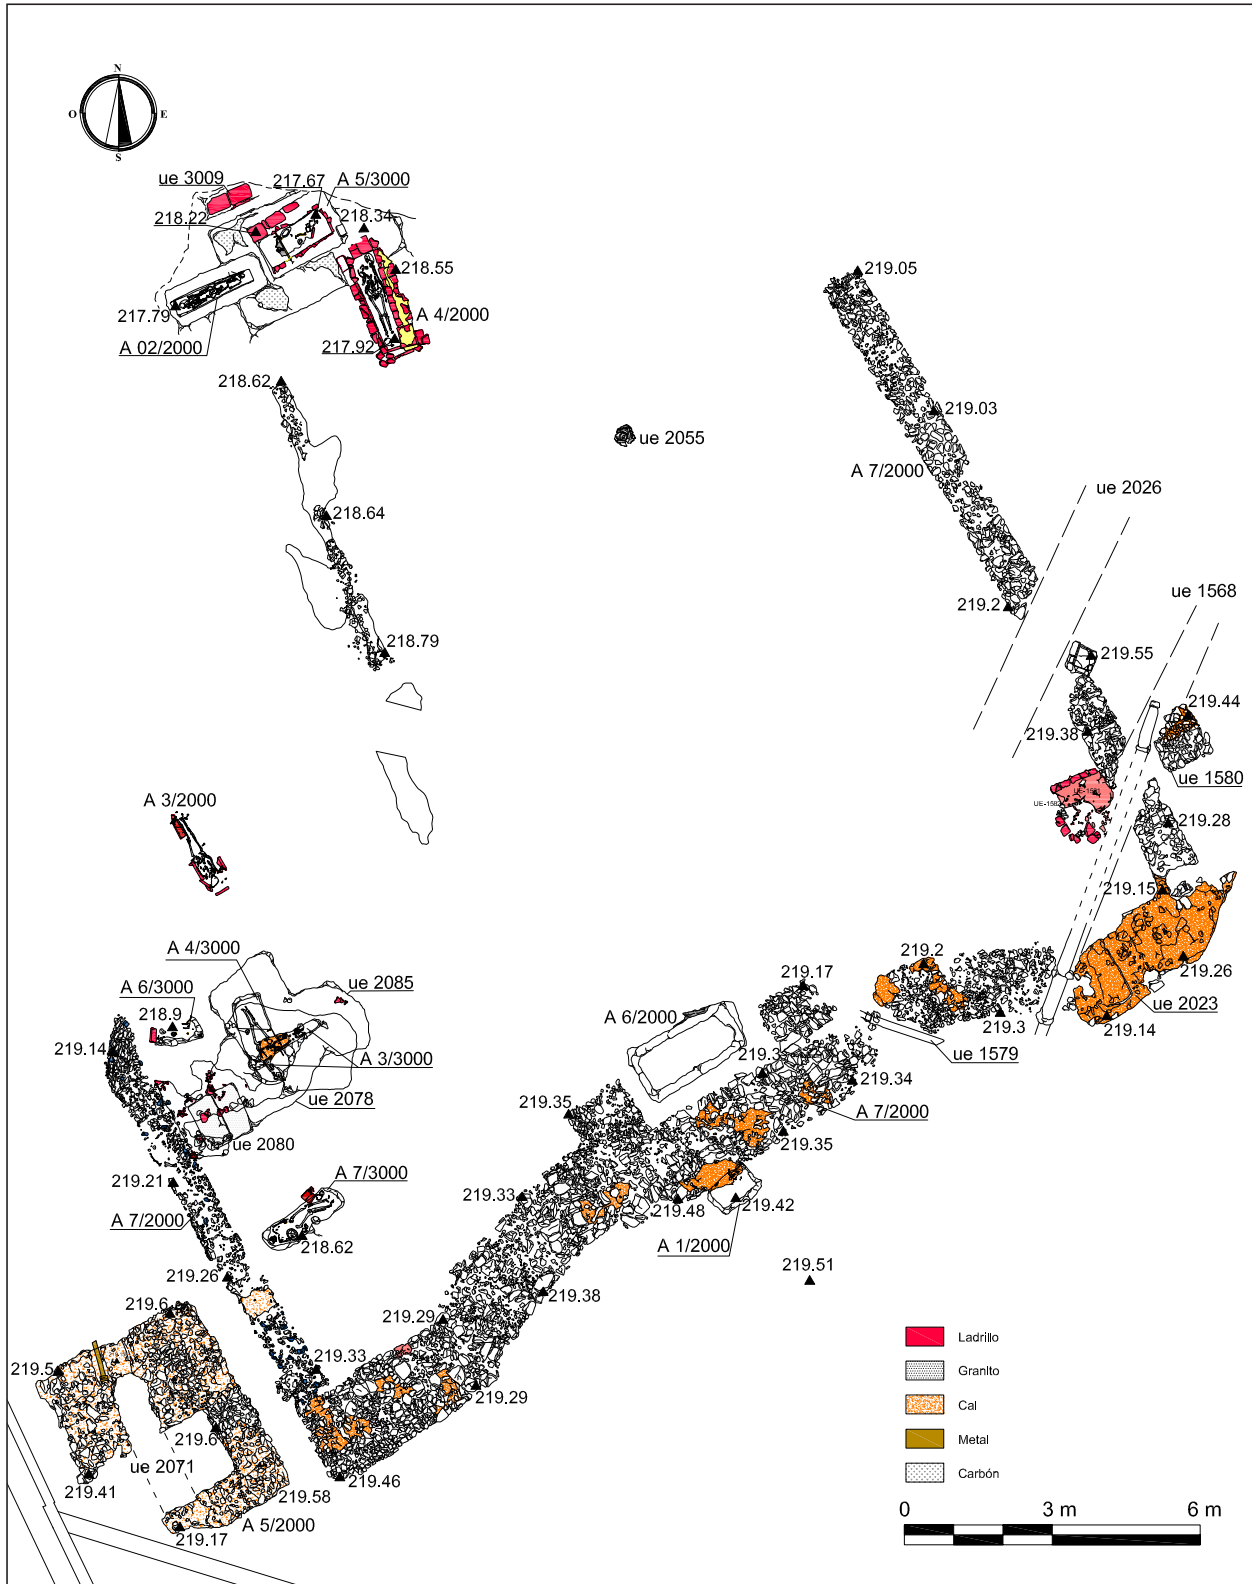 N
O
E
S
ue 3009
217.67
A 5/3000
218.22
218.34
218.55
217.79
A 4/2000
A 02/2000
217.92
218.62
219.05
219.03
ue 2055
A 7/2000
ue 2026
218.64
219.2
ue 1568
218.79
219.55
219.44
219.38
ue 1580
UE-1581
UE-1582
A 3/2000
219.28
219.15
A 4/3000
219.2
219.26
A 6/3000
ue 2085
219.17
218.9
ue 2023
A 6/2000
219.3
219.14
219.14
A 3/3000
ue 1579
219.3
ue 2078
219.34
219.35
A 7/2000
ue 2080
219.35
A 7/3000
219.21
219.33
A 7/2000
219.48
219.42
218.62
A 1/2000
219.26
219.51
219.38
219.6
219.29
219.33
219.5
219.29
219.6
ue 2071
219.41
219.46
219.58
A 5/2000
219.17
Ladrillo
Granito
Cal
Metal
Carbón
0
3 m
6 m